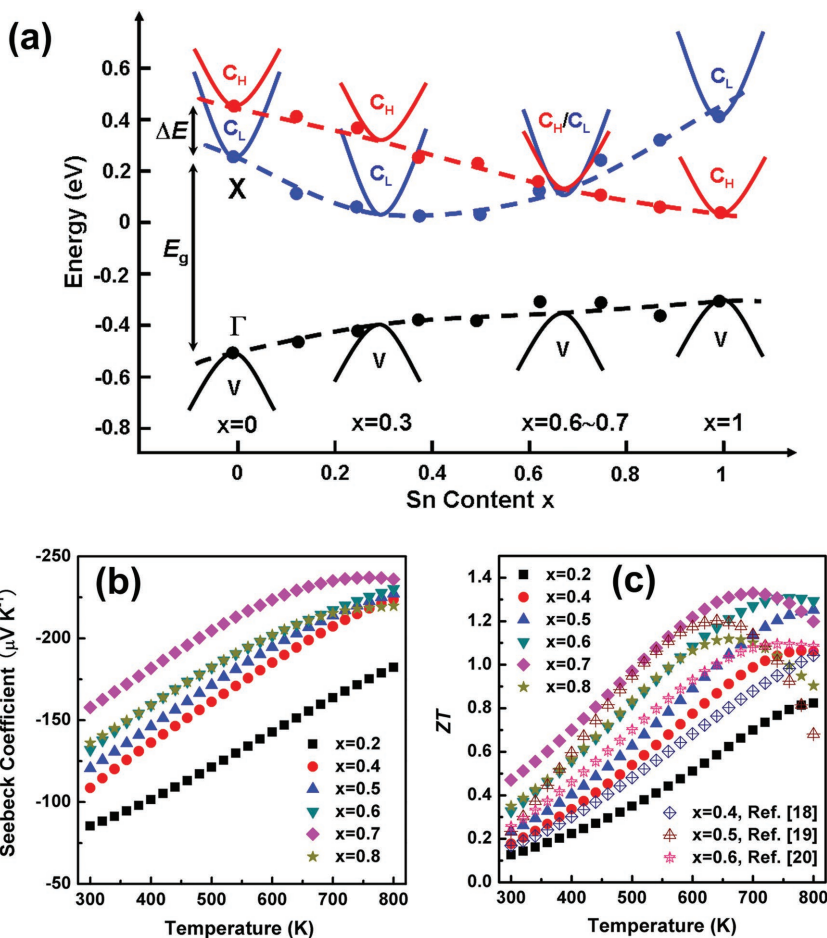 (a)
Energy (eV)
0.8
0.6
0.4
0.2
0
-0.2
-0.4
-0.6
-0.8
C_H
C_L
ΔE
X
E_g
Γ
V
x=0
C_H
C_L
V
x=0.3
C_H/C_L
V
x=0.6~0.7
C_L
C_H
V
x=1
0 0.2 0.4 0.6 0.8 1
Sn Content x
(b)
Seebeck Coefficient (μV K⁻¹)
-250
-200
-150
-100
-50
x=0.2
x=0.4
x=0.5
x=0.6
x=0.7
x=0.8
300 400 500 600 700 800
Temperature (K)
(c)
ZT
1.4
1.2
1.0
0.8
0.6
0.4
0.2
0.0
x=0.2
x=0.4
x=0.5
x=0.6
x=0.7
x=0.8
x=0.4, Ref. [18]
x=0.5, Ref. [19]
x=0.6, Ref. [20]
300 400 500 600 700 800
Temperature (K)